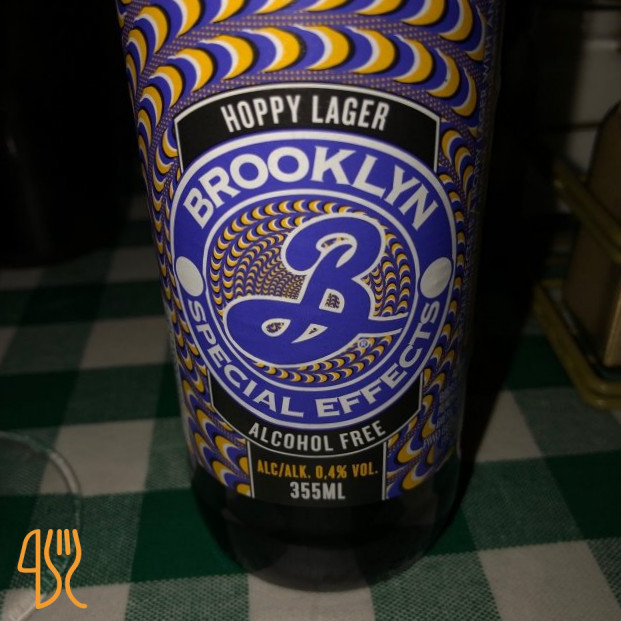 HOPPY LAGER
BROOKLYN
B
®
SPECIAL EFFECTS
ALCOHOL FREE
ALC/ALK. 0,4% VOL.
355ML